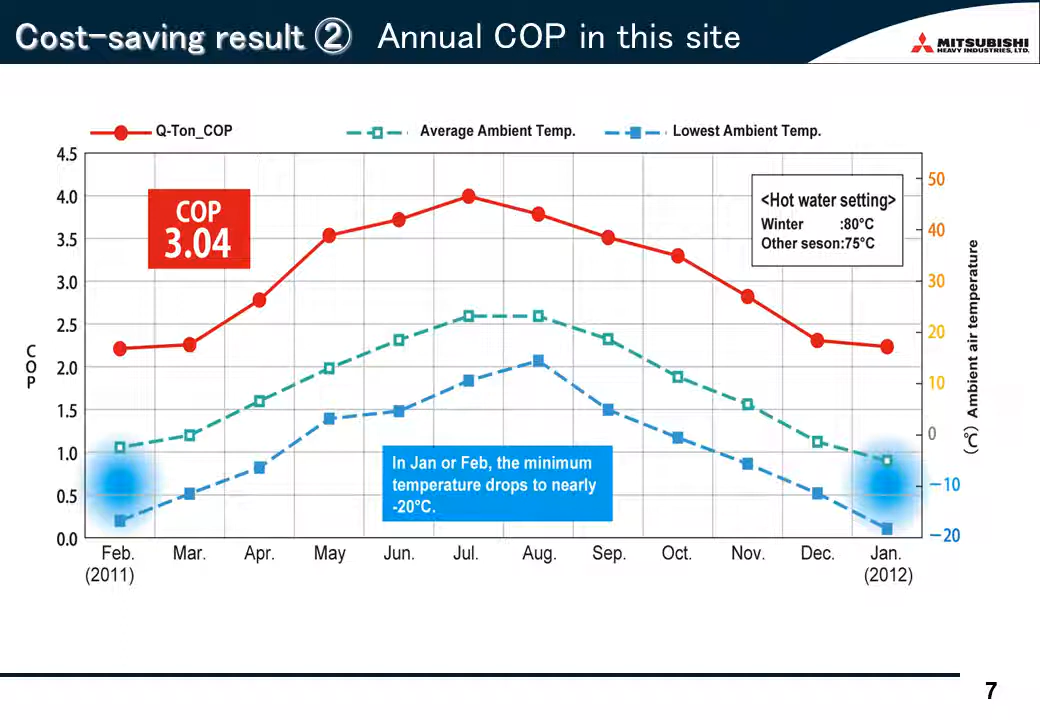 Cost-saving result ② Annual COP in this site
MITSUBISHI
HEAVY INDUSTRIES, LTD.
Q-Ton_COP
Average Ambient Temp.
Lowest Ambient Temp.
4.5
4.0
3.5
3.0
2.5
2.0
1.5
1.0
0.5
0.0
COP
COP
3.04
<Hot water setting>
Winter :80°C
Other seson:75°C
In Jan or Feb, the minimum
temperature drops to nearly
-20°C.
50
40
30
20
10
0
−10
−20
Ambient air temperature (°C)
Feb. Mar. Apr. May Jun. Jul. Aug. Sep. Oct. Nov. Dec. Jan.
(2011) (2012)
7